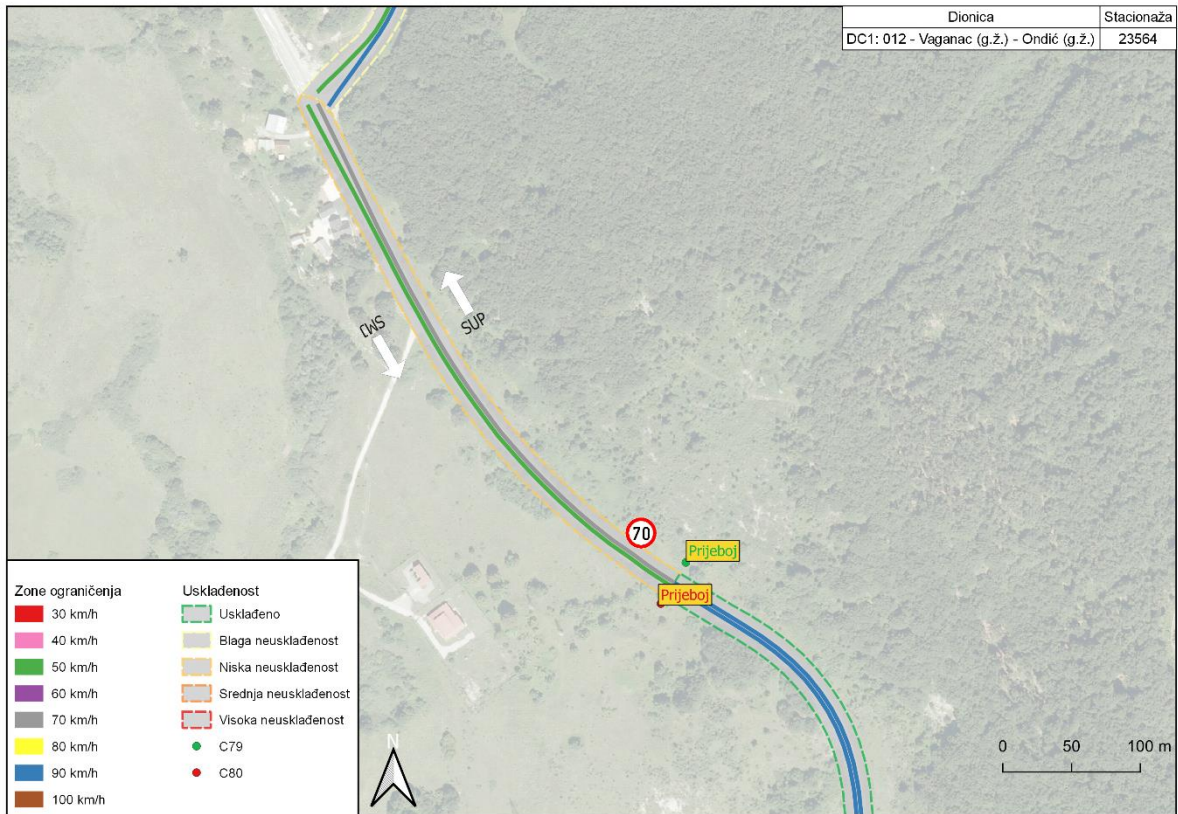 Dionica Stacionaža
DC1: 012 - Vaganac (g.ž.) - Ondić (g.ž.) 23564
SMJ
SUP
70
Prijeboj
Prijeboj
Zone ograničenja
30 km/h
40 km/h
50 km/h
60 km/h
70 km/h
80 km/h
90 km/h
100 km/h
Usklađenost
Usklađeno
Blaga neusklađenost
Niska neusklađenost
Srednja neusklađenost
Visoka neusklađenost
C79
C80
N
0 50 100 m